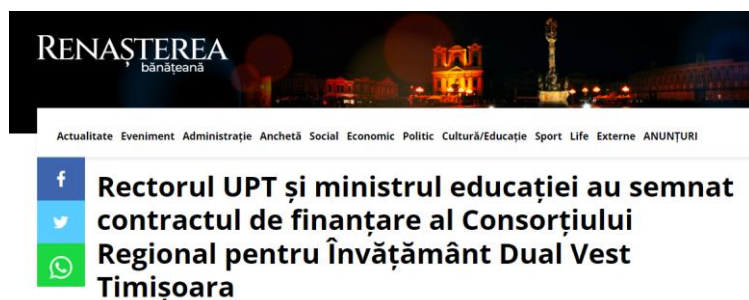 RENAȘTEREA
bănățeană
Actualitate Eveniment Administrație Anchetă Social Economic Politic Cultură/Educație Sport Life Externe ANUNȚURI
Rectorul UPT și ministrul educației au semnat
contractul de finanțare al Consorțiului
Regional pentru Învățământ Dual Vest
Timișoara